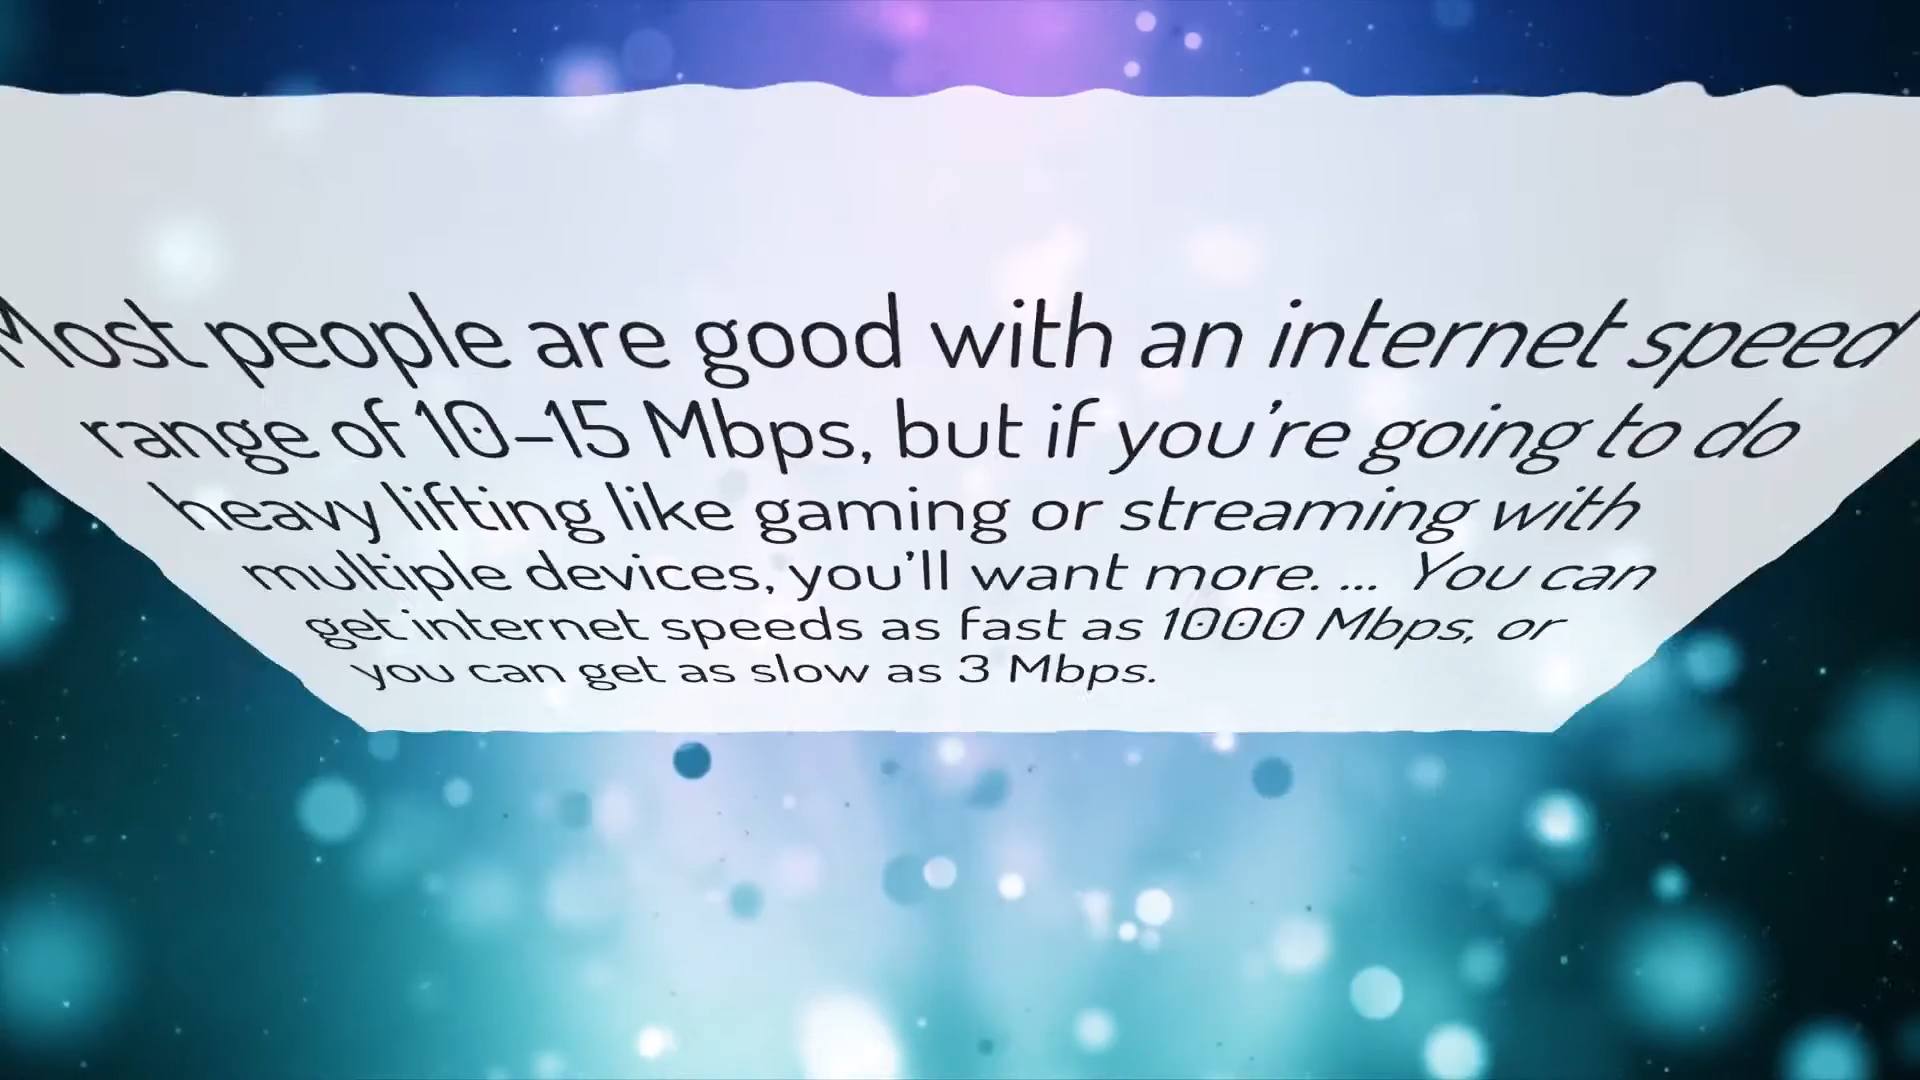 Most people are good with an internet speed
range of 10–15 Mbps, but if you’re going to do
heavy lifting like gaming or streaming with
multiple devices, you’ll want more. ... You can
get internet speeds as fast as 1000 Mbps, or
you can get as slow as 3 Mbps.